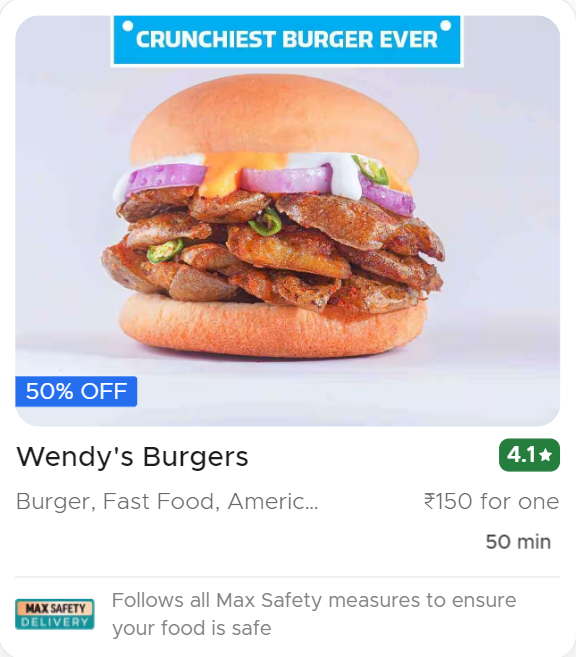 CRUNCHIEST BURGER EVER
50% OFF
Wendy's Burgers
4.1★
Burger, Fast Food, Americ...
₹150 for one
50 min
MAX SAFETY
DELIVERY
Follows all Max Safety measures to ensure
your food is safe